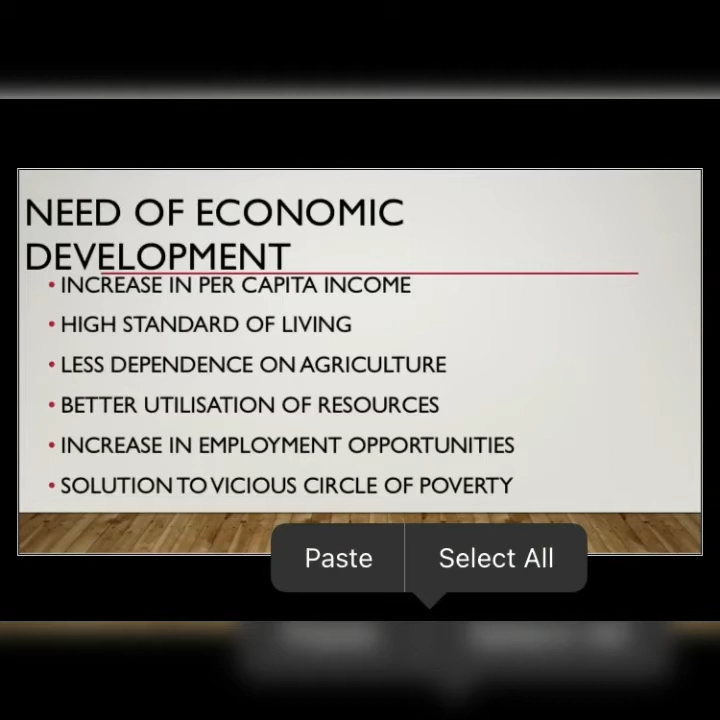 NEED OF ECONOMIC
DEVELOPMENT
• INCREASE IN PER CAPITA INCOME
• HIGH STANDARD OF LIVING
• LESS DEPENDENCE ON AGRICULTURE
• BETTER UTILISATION OF RESOURCES
• INCREASE IN EMPLOYMENT OPPORTUNITIES
• SOLUTION TO VICIOUS CIRCLE OF POVERTY
Paste Select All